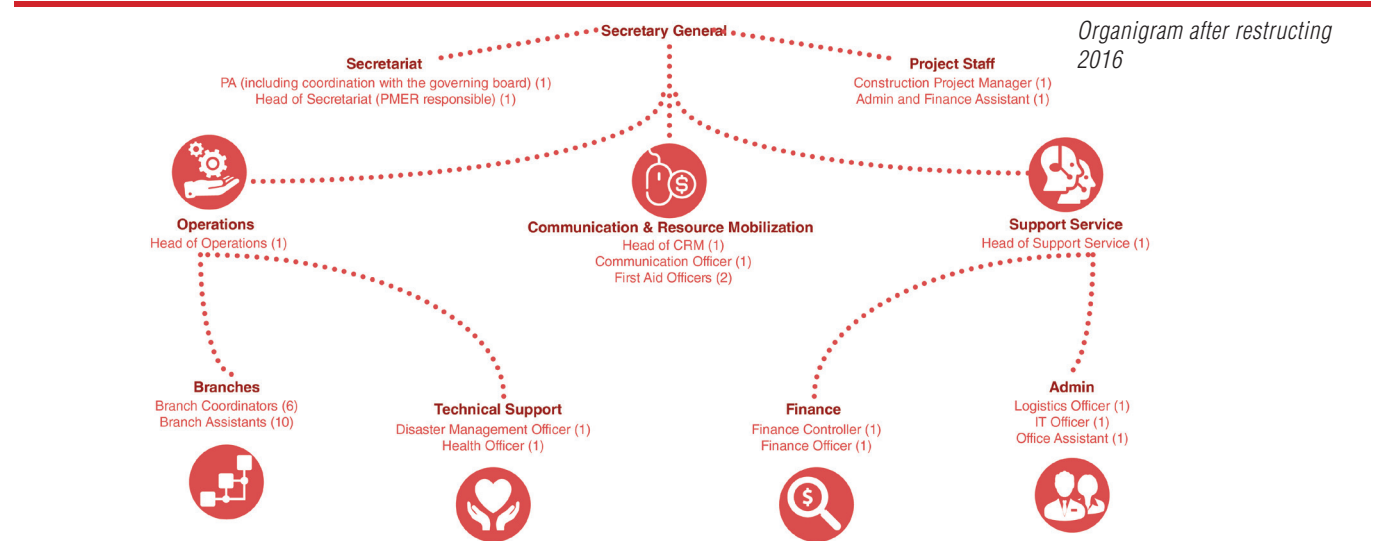 Secretary General
Organigram after restructing
2016
Secretariat
PA (including coordination with the governing board) (1)
Head of Secretariat (PMER responsible) (1)
Project Staff
Construction Project Manager (1)
Admin and Finance Assistant (1)
$
Operations
Head of Operations (1)
Communication & Resource Mobilization
Head of CRM (1)
Communication Officer (1)
First Aid Officers (2)
Support Service
Head of Support Service (1)
Branches
Branch Coordinators (6)
Branch Assistants (10)
Technical Support
Disaster Management Officer (1)
Health Officer (1)
Finance
Finance Controller (1)
Finance Officer (1)
Admin
Logistics Officer (1)
IT Officer (1)
Office Assistant (1)
$